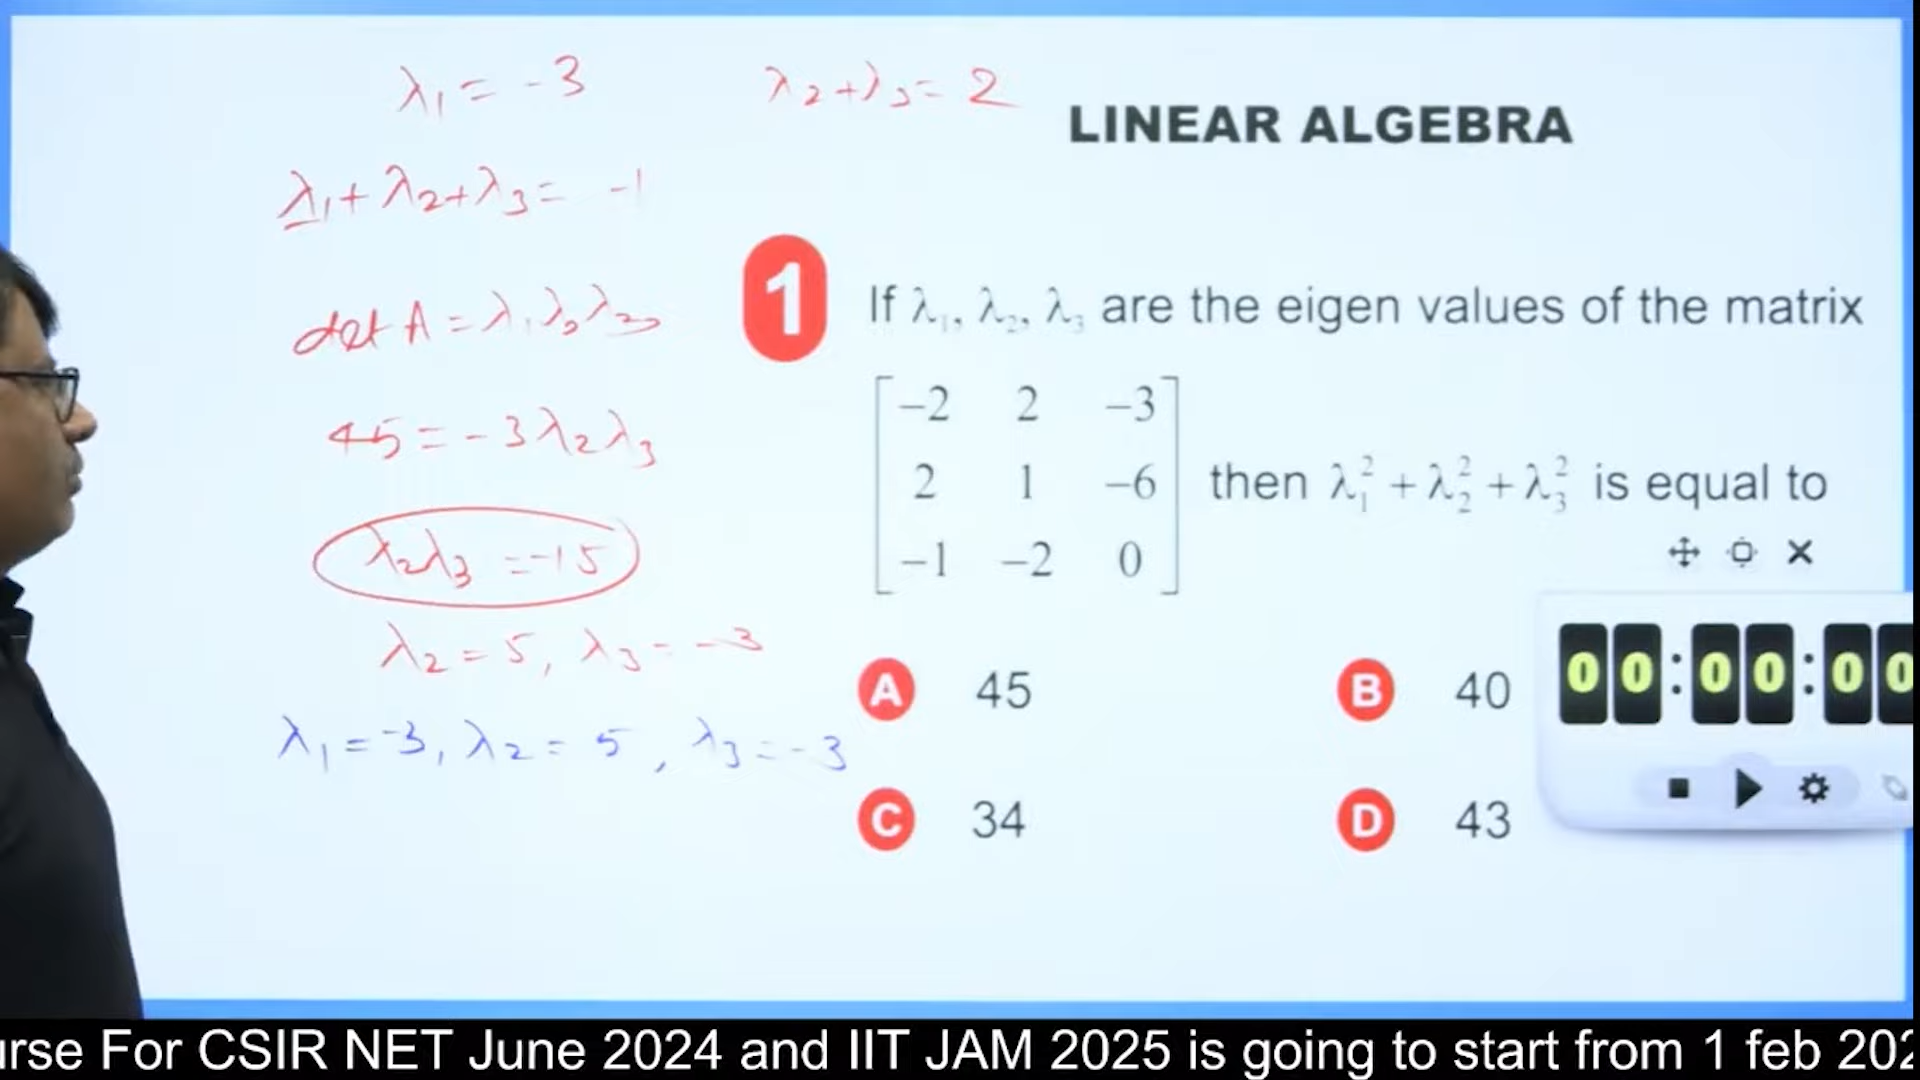 λ₁ = -3    λ₂+λ₃ = 2
λ₁+λ₂+λ₃ = -1
det A = λ₁λ₂λ₃
45 = -3λ₂λ₃
λ₂λ₃ = -15
λ₂ = 5, λ₃ = -3
λ₁ = -3, λ₂ = 5, λ₃ = -3
LINEAR ALGEBRA
1
If λ₁, λ₂, λ₃ are the eigen values of the matrix
-2 2 -3
2 1 -6 then λ₁² + λ₂² + λ₃² is equal to
-1 -2 0
A 45
B 40
C 34
D 43
00:00:00
For CSIR NET June 2024 and IIT JAM 2025 is going to start from 1 feb